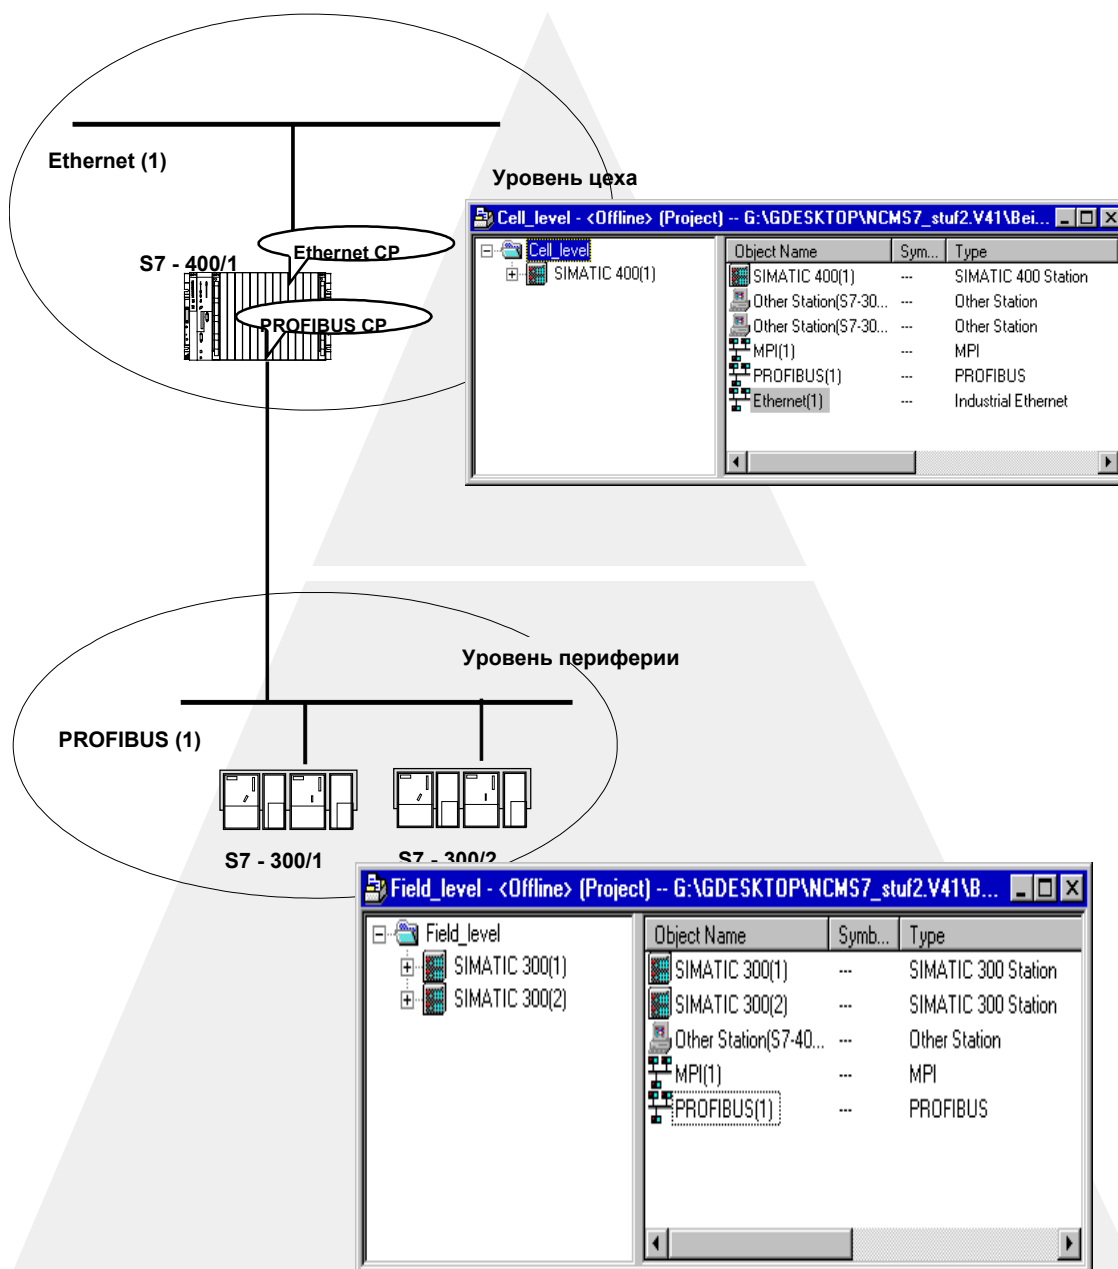 Ethernet (1)
Уровень цеха
Cell_level - <Offline> (Project) -- G:\GDESKTOP\NCMS7_stuf2.V41\Bei...
Cell_level
SIMATIC 400(1)
Object Name Sym... Type
SIMATIC 400(1) --- SIMATIC 400 Station
Other Station(S7-30... --- Other Station
Other Station(S7-30... --- Other Station
MPI(1) --- MPI
PROFIBUS(1) --- PROFIBUS
Ethernet(1) --- Industrial Ethernet
Ethernet CP
S7 - 400/1
PROFIBUS CP
Уровень периферии
PROFIBUS (1)
S7 - 300/1
S7 - 300/2
Field_level - <Offline> (Project) -- G:\GDESKTOP\NCMS7_stuf2.V41\B...
Field_level
SIMATIC 300(1)
SIMATIC 300(2)
Object Name Symb... Type
SIMATIC 300(1) --- SIMATIC 300 Station
SIMATIC 300(2) --- SIMATIC 300 Station
Other Station(S7-40... --- Other Station
MPI(1) --- MPI
PROFIBUS(1) --- PROFIBUS